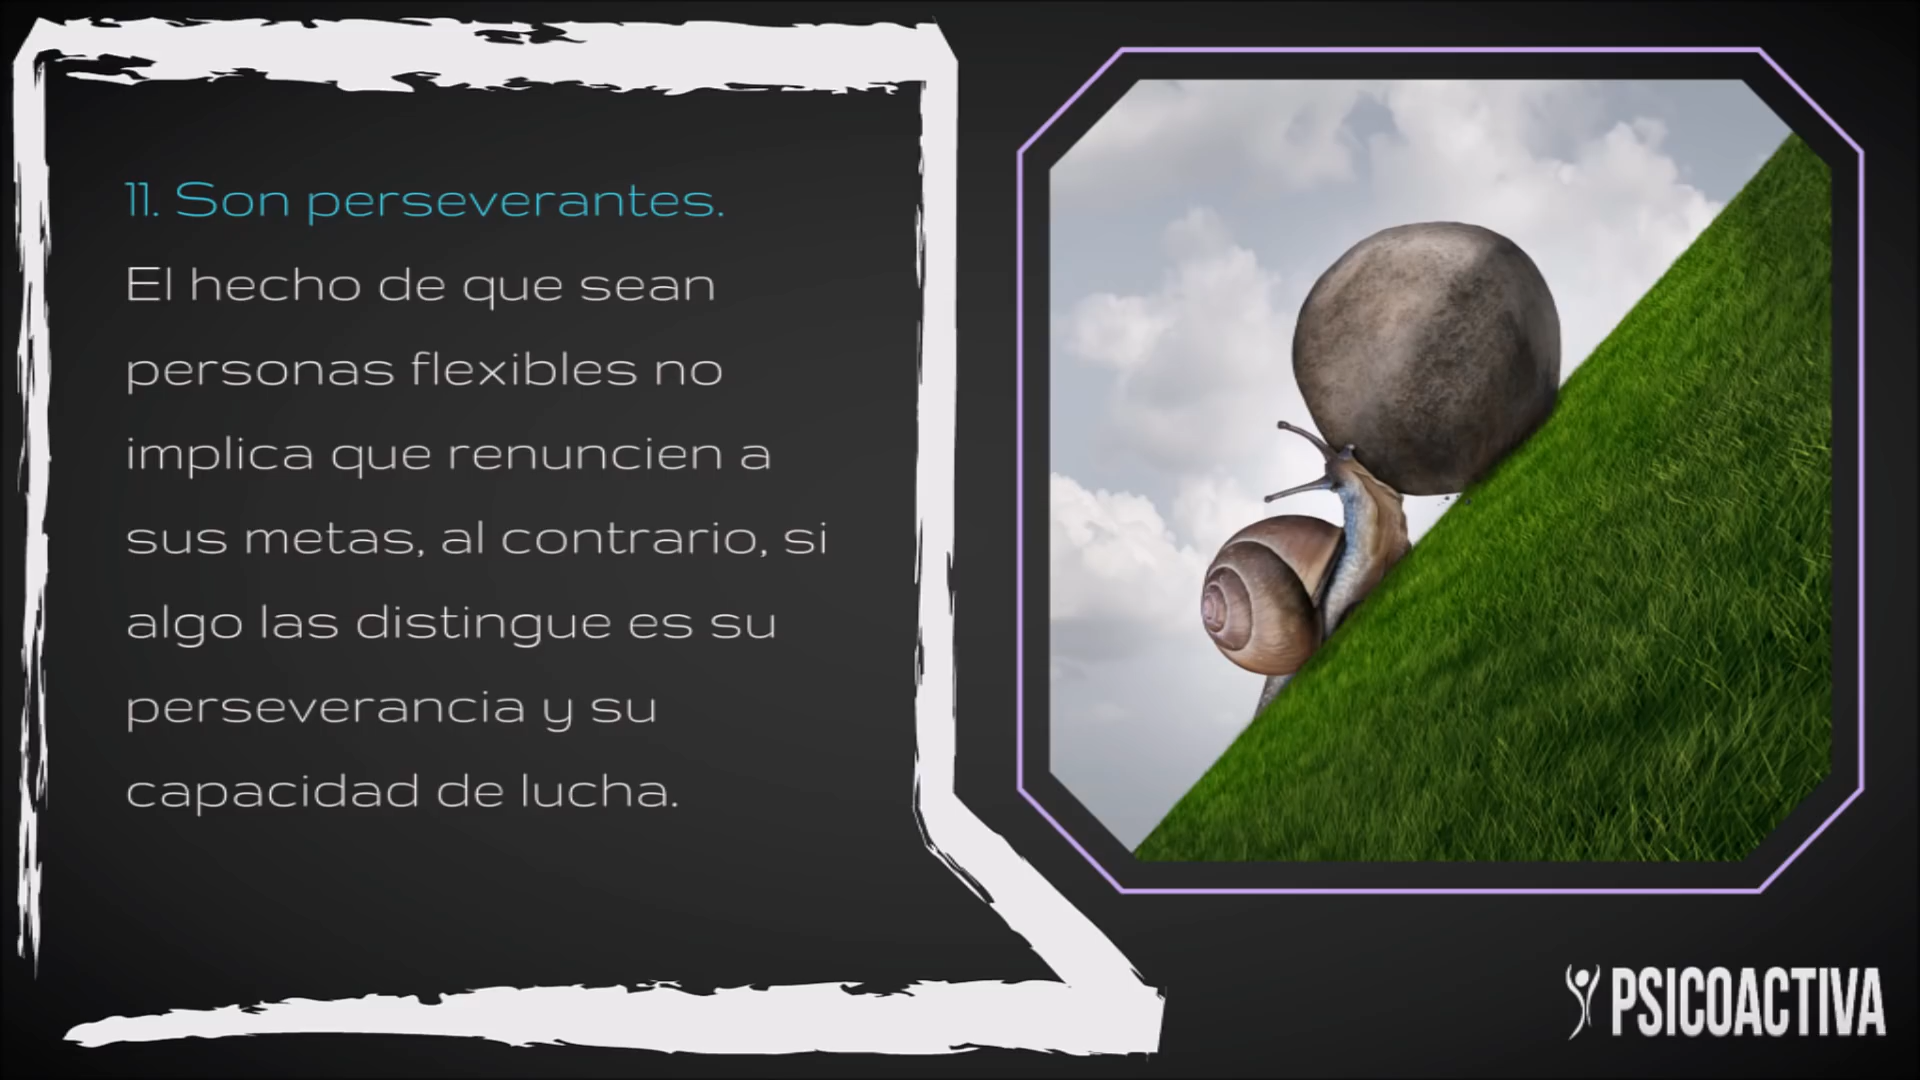 11. Son perseverantes.
El hecho de que sean
personas flexibles no
implica que renuncien a
sus metas, al contrario, si
algo las distingue es su
perseverancia y su
capacidad de lucha.
PSICOACTIVA